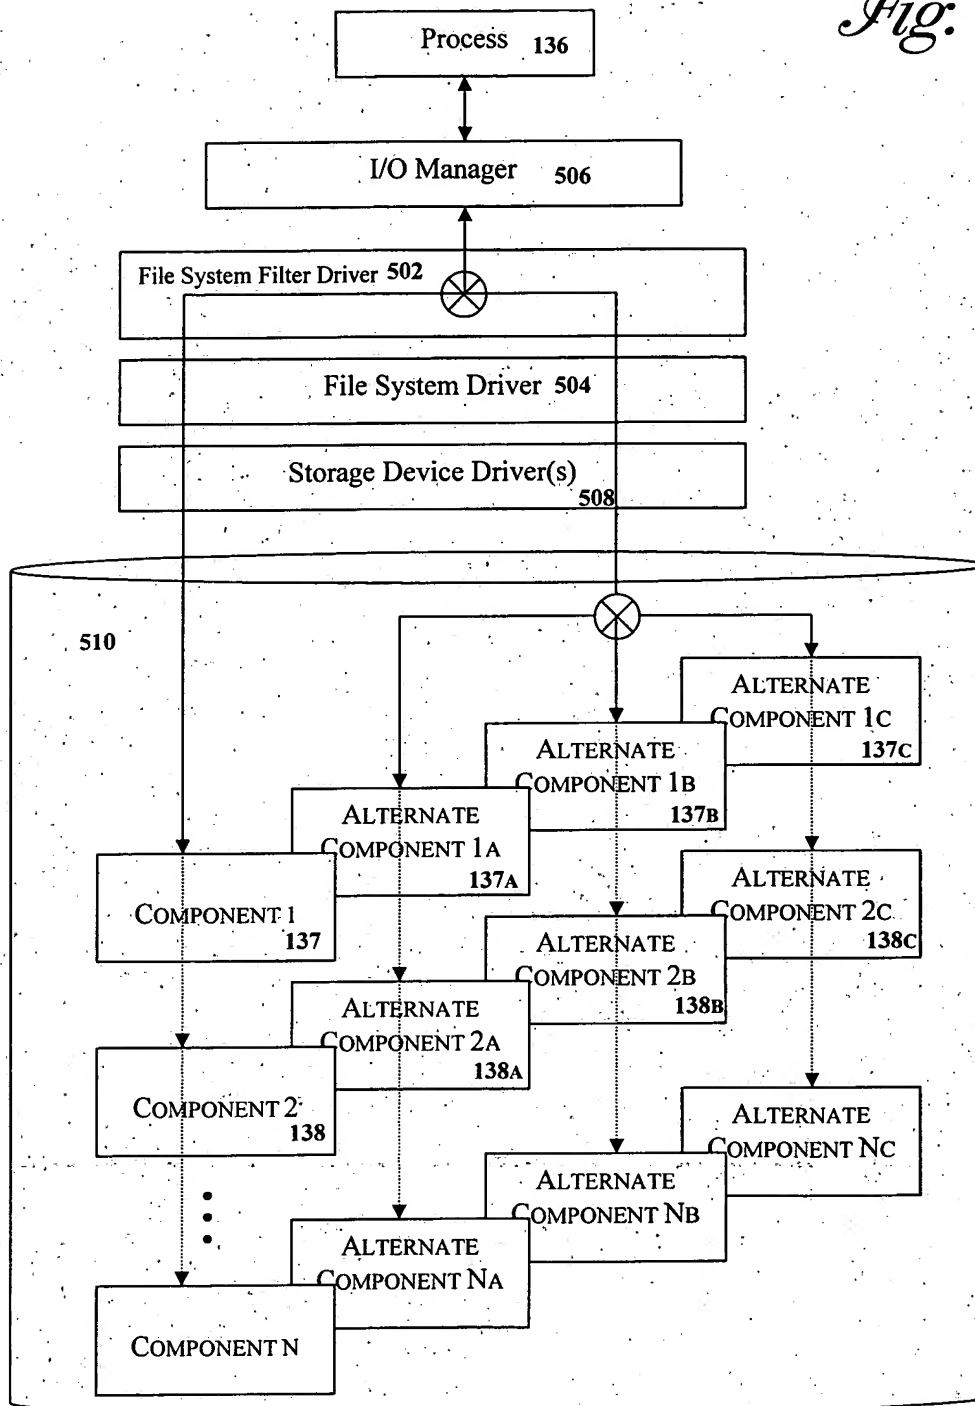 Fig.
Process 136
I/O Manager 506
File System Filter Driver 502
File System Driver 504
Storage Device Driver(s)
508
510
ALTERNATE
COMPONENT 1C
137C
ALTERNATE
COMPONENT 1B
137B
ALTERNATE
COMPONENT 1A
137A
COMPONENT 1
137
ALTERNATE
COMPONENT 2C
138C
ALTERNATE
COMPONENT 2B
138B
ALTERNATE
COMPONENT 2A
138A
COMPONENT 2
138
ALTERNATE
COMPONENT NC
ALTERNATE
COMPONENT NB
ALTERNATE
COMPONENT NA
COMPONENT N